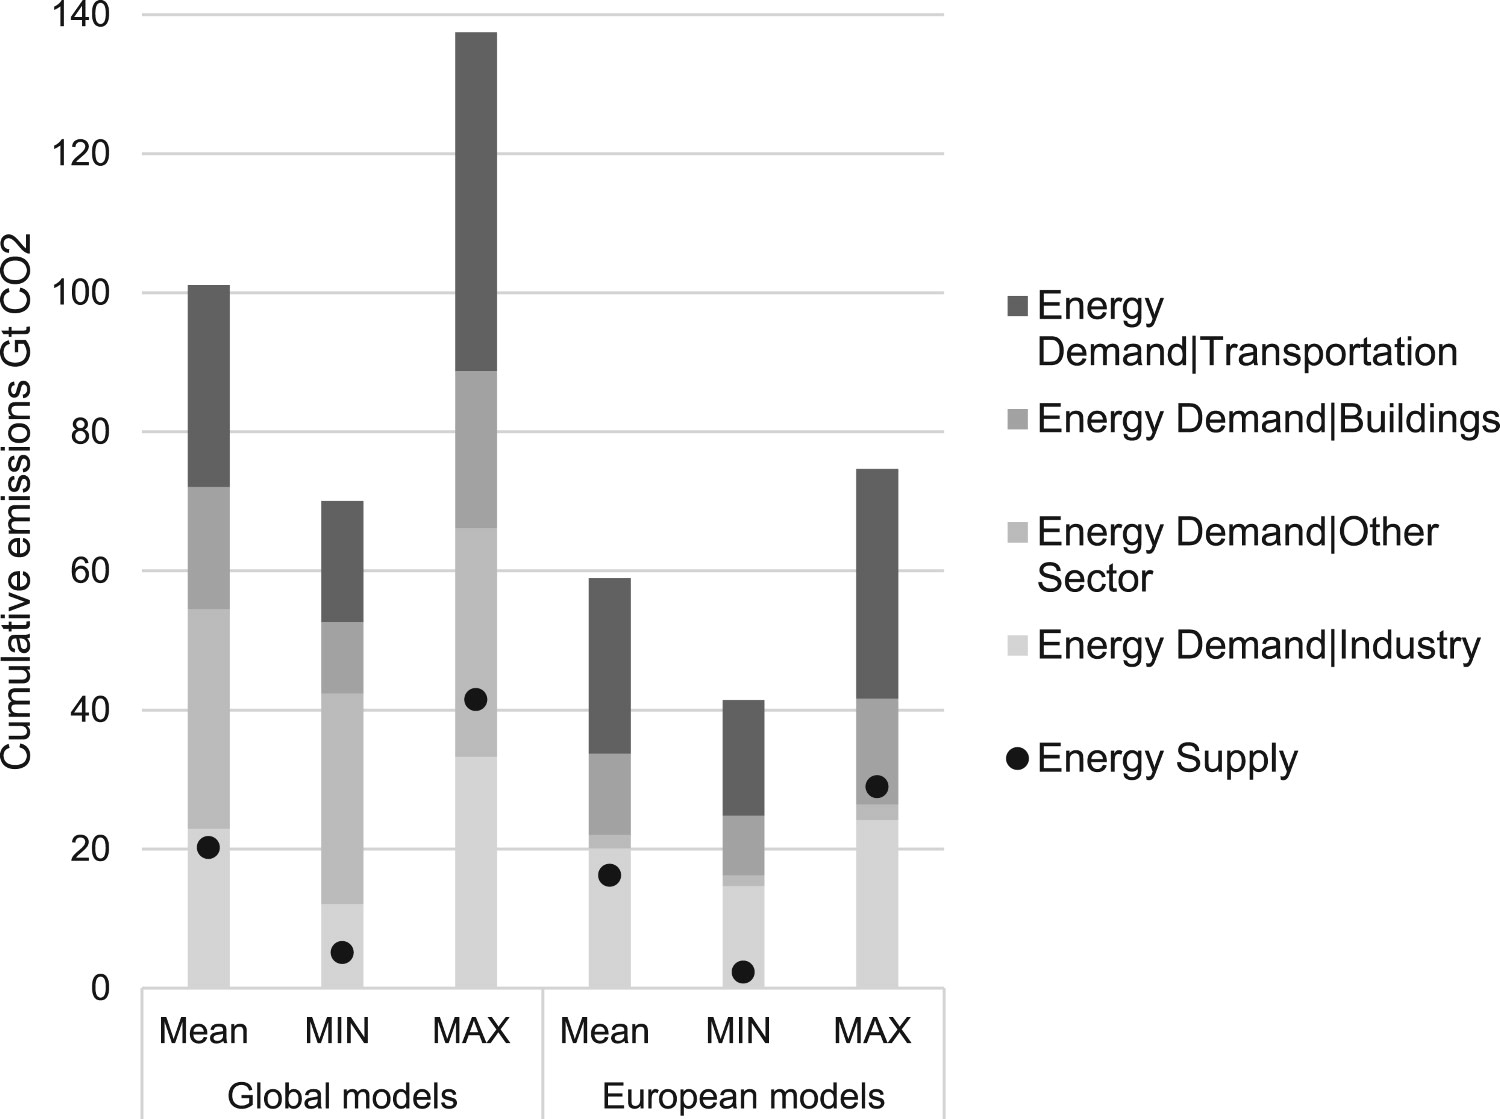 Cumulative emissions Gt CO2
140
120
100
80
60
40
20
0
Mean MIN MAX Mean MIN MAX
Global models European models
Energy
Demand|Transportation
Energy Demand|Buildings
Energy Demand|Other
Sector
Energy Demand|Industry
Energy Supply